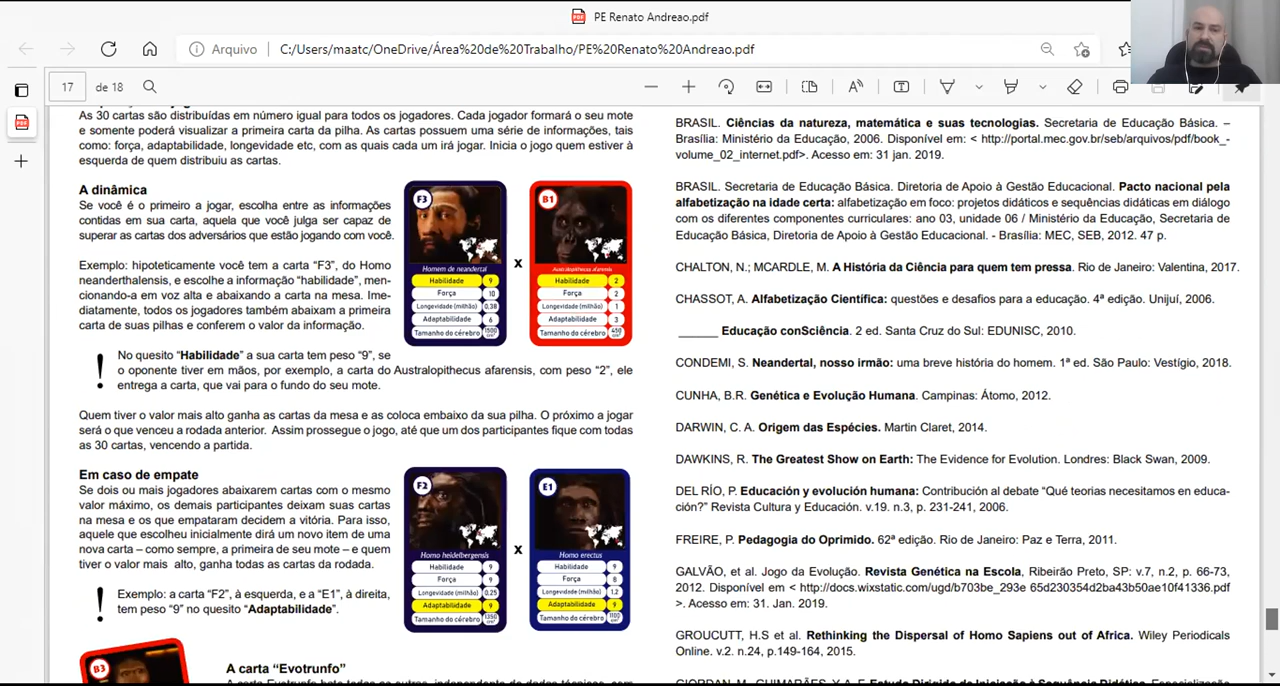 PE Renato Andreao.pdf
Arquivo
C:/Users/maatc/OneDrive/Área%20de%20Trabalho/PE%20Renato%20Andreao.pdf
17
de 18
As 30 cartas são distribuídas em número igual para todos os jogadores. Cada jogador formará o seu mote
e somente poderá visualizar a primeira carta da pilha. As cartas possuem uma série de informações, tais
como: força, adaptabilidade, longevidade etc, com as quais cada um irá jogar. Inicia o jogo quem estiver à
esquerda de quem distribuiu as cartas.
A dinâmica
Se você é o primeiro a jogar, escolha entre as informações
contidas em sua carta, aquela que você julga ser capaz de
superar as cartas dos adversários que estão jogando com você.
Exemplo: hipoteticamente você tem a carta “F3”, do Homo
neanderthalensis, e escolhe a informação “habilidade”, men-
cionando-a em voz alta e abaixando a carta na mesa. Ime-
diatamente, todos os jogadores também abaixam a primeira
carta de suas pilhas e conferem o valor da informação.
F3
Homem de neandertal
Habilidade 9
Força 10
Longevidade (milhão) 0.38
Adaptabilidade 6
Tamanho do cérebro 1500 cm³
x
B1
Australopithecus afarensis
Habilidade 2
Força 2
Longevidade (milhão) 1
Adaptabilidade 3
Tamanho do cérebro 450 cm³
! No quesito “Habilidade” a sua carta tem peso “9”, se
o oponente tiver em mãos, por exemplo, a carta do Australopithecus afarensis, com peso “2”, ele
entrega a carta, que vai para o fundo do seu mote.
Quem tiver o valor mais alto ganha as cartas da mesa e as coloca embaixo da sua pilha. O próximo a jogar
será o que venceu a rodada anterior. Assim prossegue o jogo, até que um dos participantes fique com todas
as 30 cartas, vencendo a partida.
Em caso de empate
Se dois ou mais jogadores abaixarem cartas com o mesmo
valor máximo, os demais participantes deixam suas cartas
na mesa e os que empataram decidem a vitória. Para isso,
aquele que escolheu inicialmente dirá um novo item de uma
nova carta – como sempre, a primeira de seu mote – e quem
tiver o valor mais alto, ganha todas as cartas da rodada.
F2
Homo heidelbergensis
Habilidade 9
Força 9
Longevidade (milhão) 0.25
Adaptabilidade 9
Tamanho do cérebro 1350 cm³
x
E1
Homo erectus
Habilidade 9
Força 8
Longevidade (milhão) 1.2
Adaptabilidade 9
Tamanho do cérebro 1100 cm³
! Exemplo: a carta “F2”, à esquerda, e a “E1”, à direita,
tem peso “9” no quesito “Adaptabilidade”.
B3
A carta “Evotrunfo”
BRASIL. Ciências da natureza, matemática e suas tecnologias. Secretaria de Educação Básica. –
Brasília: Ministério da Educação, 2006. Disponível em: < http://portal.mec.gov.br/seb/arquivos/pdf/book_-
volume_02_internet.pdf>. Acesso em: 31 jan. 2019.
BRASIL. Secretaria de Educação Básica. Diretoria de Apoio à Gestão Educacional. Pacto nacional pela
alfabetização na idade certa: alfabetização em foco: projetos didáticos e sequências didáticas em diálogo
com os diferentes componentes curriculares: ano 03, unidade 06 / Ministério da Educação, Secretaria de
Educação Básica, Diretoria de Apoio à Gestão Educacional. - Brasília: MEC, SEB, 2012. 47 p.
CHALTON, N.; MCARDLE, M. A História da Ciência para quem tem pressa. Rio de Janeiro: Valentina, 2017.
CHASSOT, A. Alfabetização Científica: questões e desafios para a educação. 4ª edição. Unijuí, 2006.
______ Educação conSciência. 2 ed. Santa Cruz do Sul: EDUNISC, 2010.
CONDEMI, S. Neandertal, nosso irmão: uma breve história do homem. 1ª ed. São Paulo: Vestígio, 2018.
CUNHA, B.R. Genética e Evolução Humana. Campinas: Átomo, 2012.
DARWIN, C. A. Origem das Espécies. Martin Claret, 2014.
DAWKINS, R. The Greatest Show on Earth: The Evidence for Evolution. Londres: Black Swan, 2009.
DEL RÍO, P. Educación y evolución humana: Contribución al debate “Qué teorias necesitamos en educa-
ción?” Revista Cultura y Educación. v.19. n.3, p. 231-241, 2006.
FREIRE, P. Pedagogia do Oprimido. 62ª edição. Rio de Janeiro: Paz e Terra, 2011.
GALVÃO, et al. Jogo da Evolução. Revista Genética na Escola, Ribeirão Preto, SP: v.7, n.2, p. 66-73,
2012. Disponível em < http://docs.wixstatic.com/ugd/b703be_293e 65d230354d2ba43b50ae10f41336.pdf
>. Acesso em: 31. Jan. 2019.
GROUCUTT, H.S et al. Rethinking the Dispersal of Homo Sapiens out of Africa. Wiley Periodicals
Online. v.2. n.24, p.149-164, 2015.